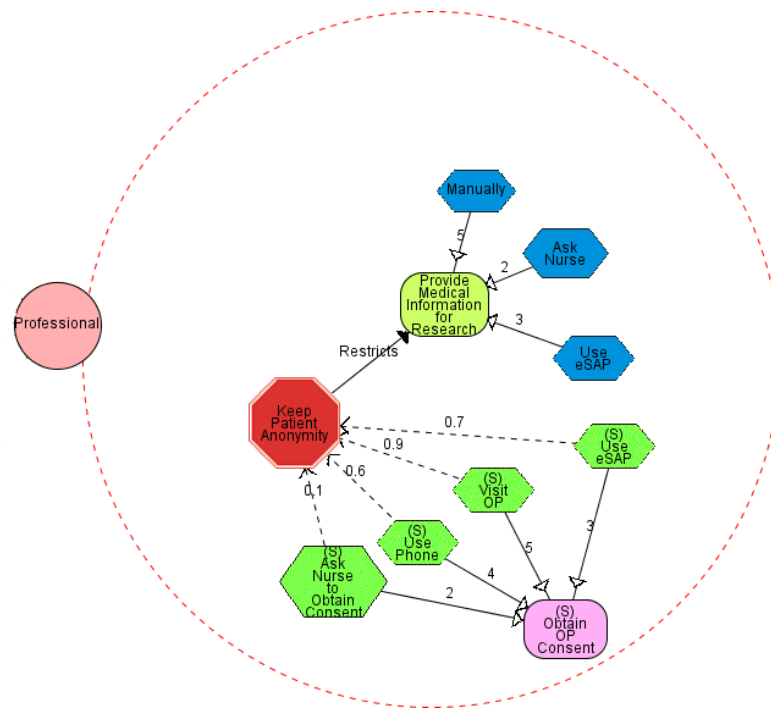 Manually
5
Ask
Nurse
2
Provide
Medical
Information
for
Research
3
Professional
Use
eSAP
Restricts
Keep
Patient
Anonymity
0.7
(S)
Use
eSAP
0.9
0.6
(S)
Visit
OP
0.1
(S)
Use
Phone
3
5
(S)
Ask
Nurse
to
Obtain
Consent
4
2
(S)
Obtain
OP
Consent